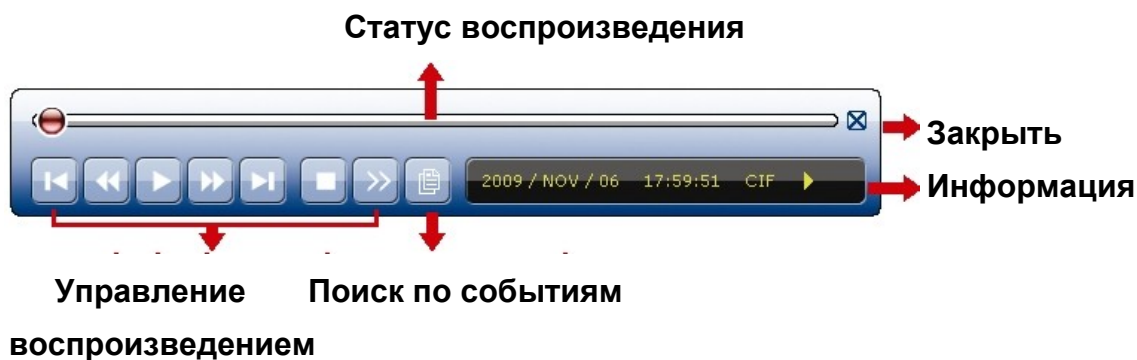 Статус воспроизведения
Закрыть
2009 / NOV / 06 17:59:51 CIF
Информация
Управление Поиск по событиям
воспроизведением